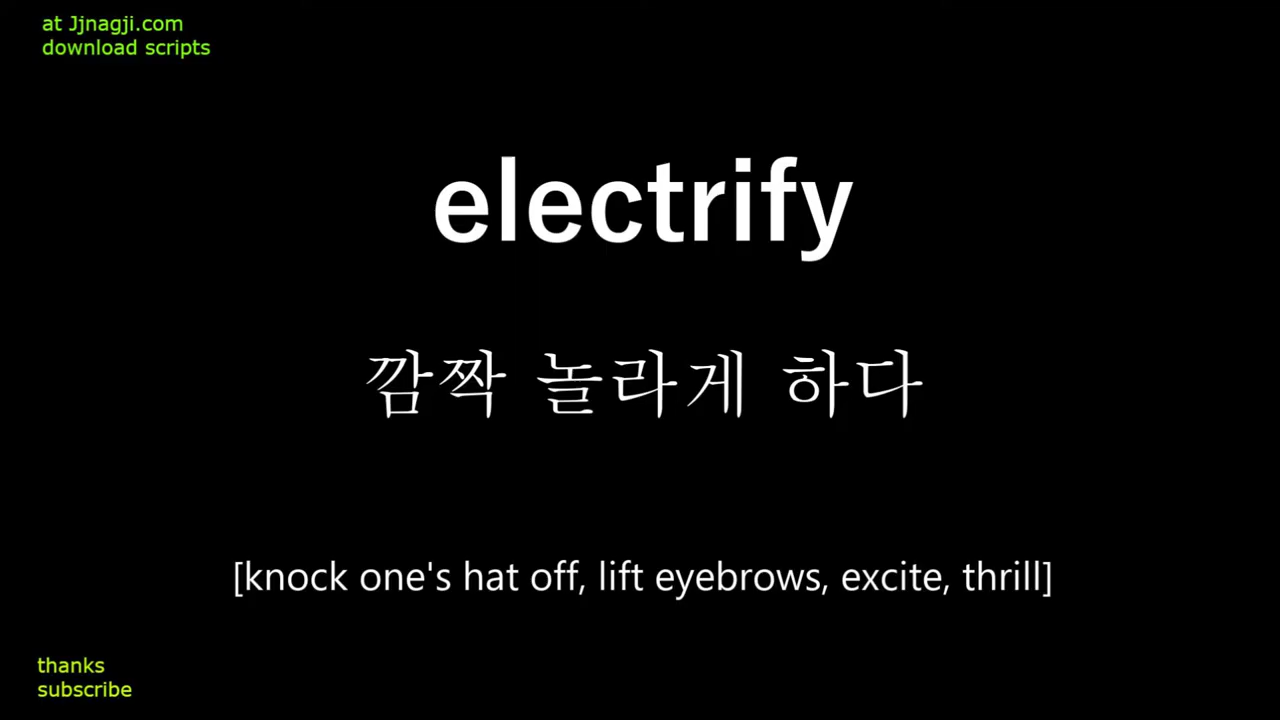 at Jjnagji.com
download scripts
electrify
깜짝 놀라게 하다
[knock one's hat off, lift eyebrows, excite, thrill]
thanks
subscribe